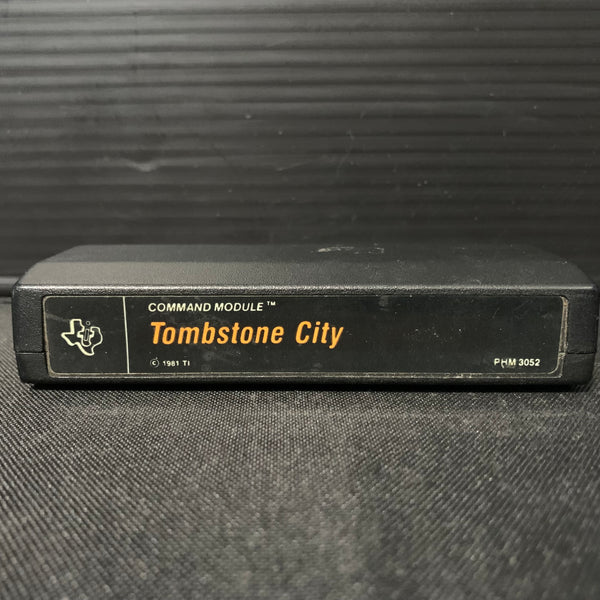 COMMAND MODULE™
Tombstone City
© 1981 TI
PHM 3052